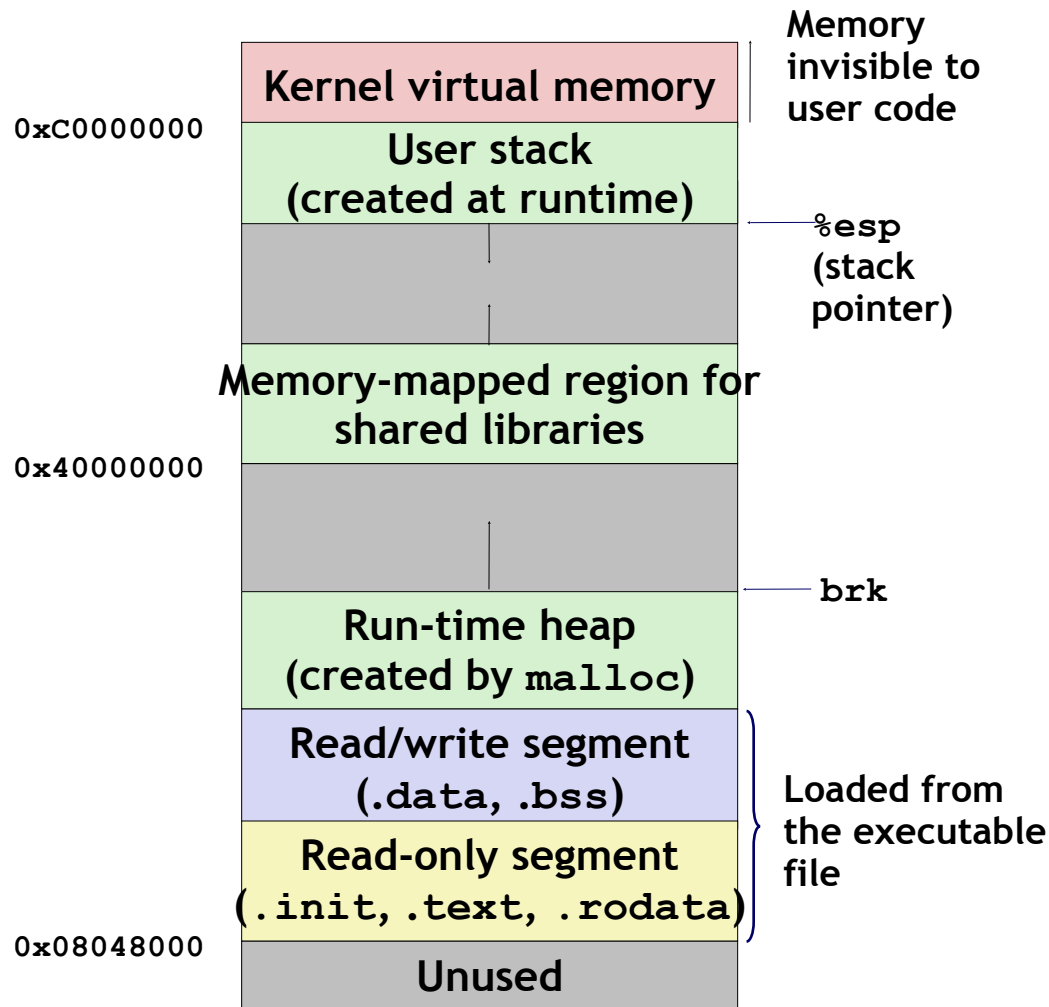 Memory
invisible to
user code
Kernel virtual memory
0xC0000000
User stack
(created at runtime)
%esp
(stack
pointer)
Memory-mapped region for
shared libraries
0x40000000
brk
Run-time heap
(created by malloc)
Read/write segment
(.data, .bss)
Loaded from
the executable
file
Read-only segment
(.init, .text, .rodata)
0x08048000
Unused